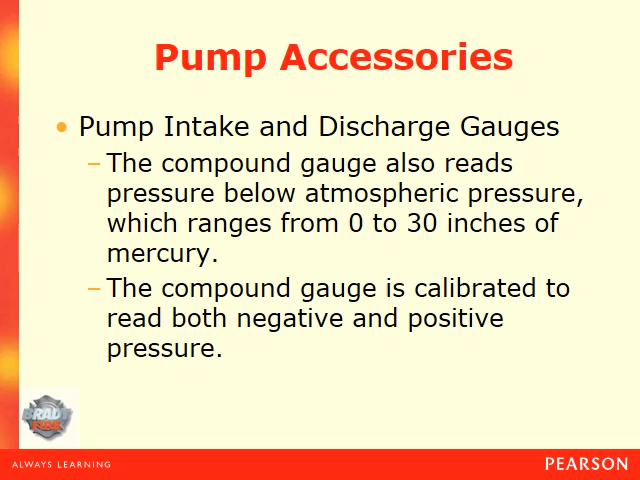 Pump Accessories
• Pump Intake and Discharge Gauges
– The compound gauge also reads
pressure below atmospheric pressure,
which ranges from 0 to 30 inches of
mercury.
– The compound gauge is calibrated to
read both negative and positive
pressure.
BRADY
FIRE
ALWAYS LEARNING
PEARSON